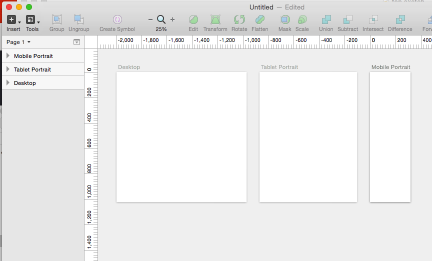 Untitled — Edited
Insert Tools Group Ungroup Create Symbol 25% Edit Transform Rotate Flatten Mask Scale Union Subtract Intersect Difference
Page 1
Mobile Portrait
Tablet Portrait
Desktop
-2,000 -1,800 -1,600 -1,400 -1,200 -1,000 -800 -600 -400 -200 0 200 400
0
200
400
600
800
1,000
1,200
1,400
Desktop Tablet Portrait Mobile Portrait